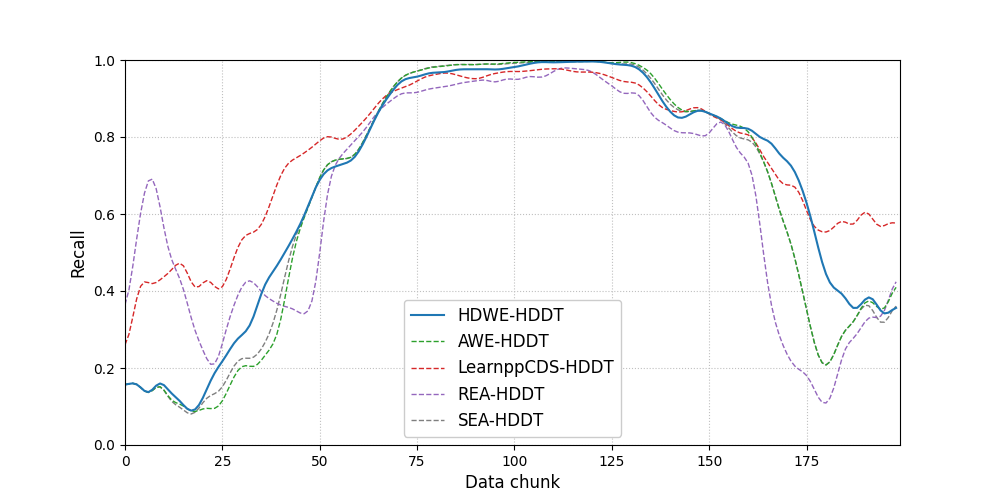 1.0
0.8
0.6
0.4
0.2
0.0
Recall
HDWE-HDDT
AWE-HDDT
LearnppCDS-HDDT
REA-HDDT
SEA-HDDT
0 25 50 75 100 125 150 175
Data chunk